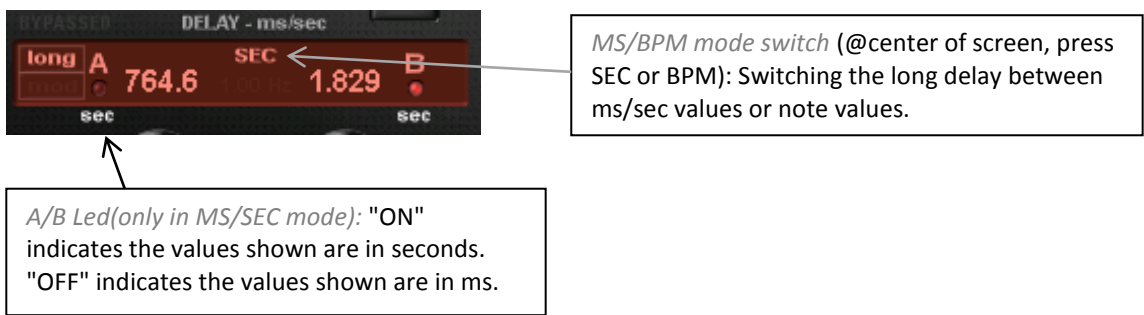 BYPASSED DELAY - ms/sec
long A SEC B
mod 764.6 1.00 Hz 1.829
sec sec
MS/BPM mode switch (@center of screen, press
SEC or BPM): Switching the long delay between
ms/sec values or note values.
A/B Led(only in MS/SEC mode): "ON"
indicates the values shown are in seconds.
"OFF" indicates the values shown are in ms.